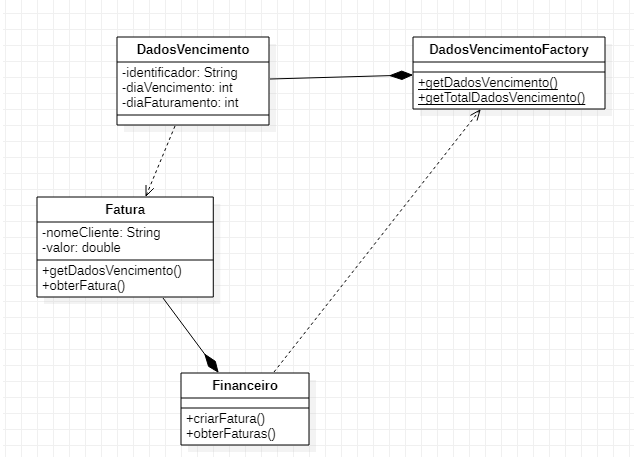 DadosVencimento
-identificador: String
-diaVencimento: int
-diaFaturamento: int
DadosVencimentoFactory
+getDadosVencimento()
+getTotalDadosVencimento()
Fatura
-nomeCliente: String
-valor: double
+getDadosVencimento()
+obterFatura()
Financeiro
+criarFatura()
+obterFaturas()